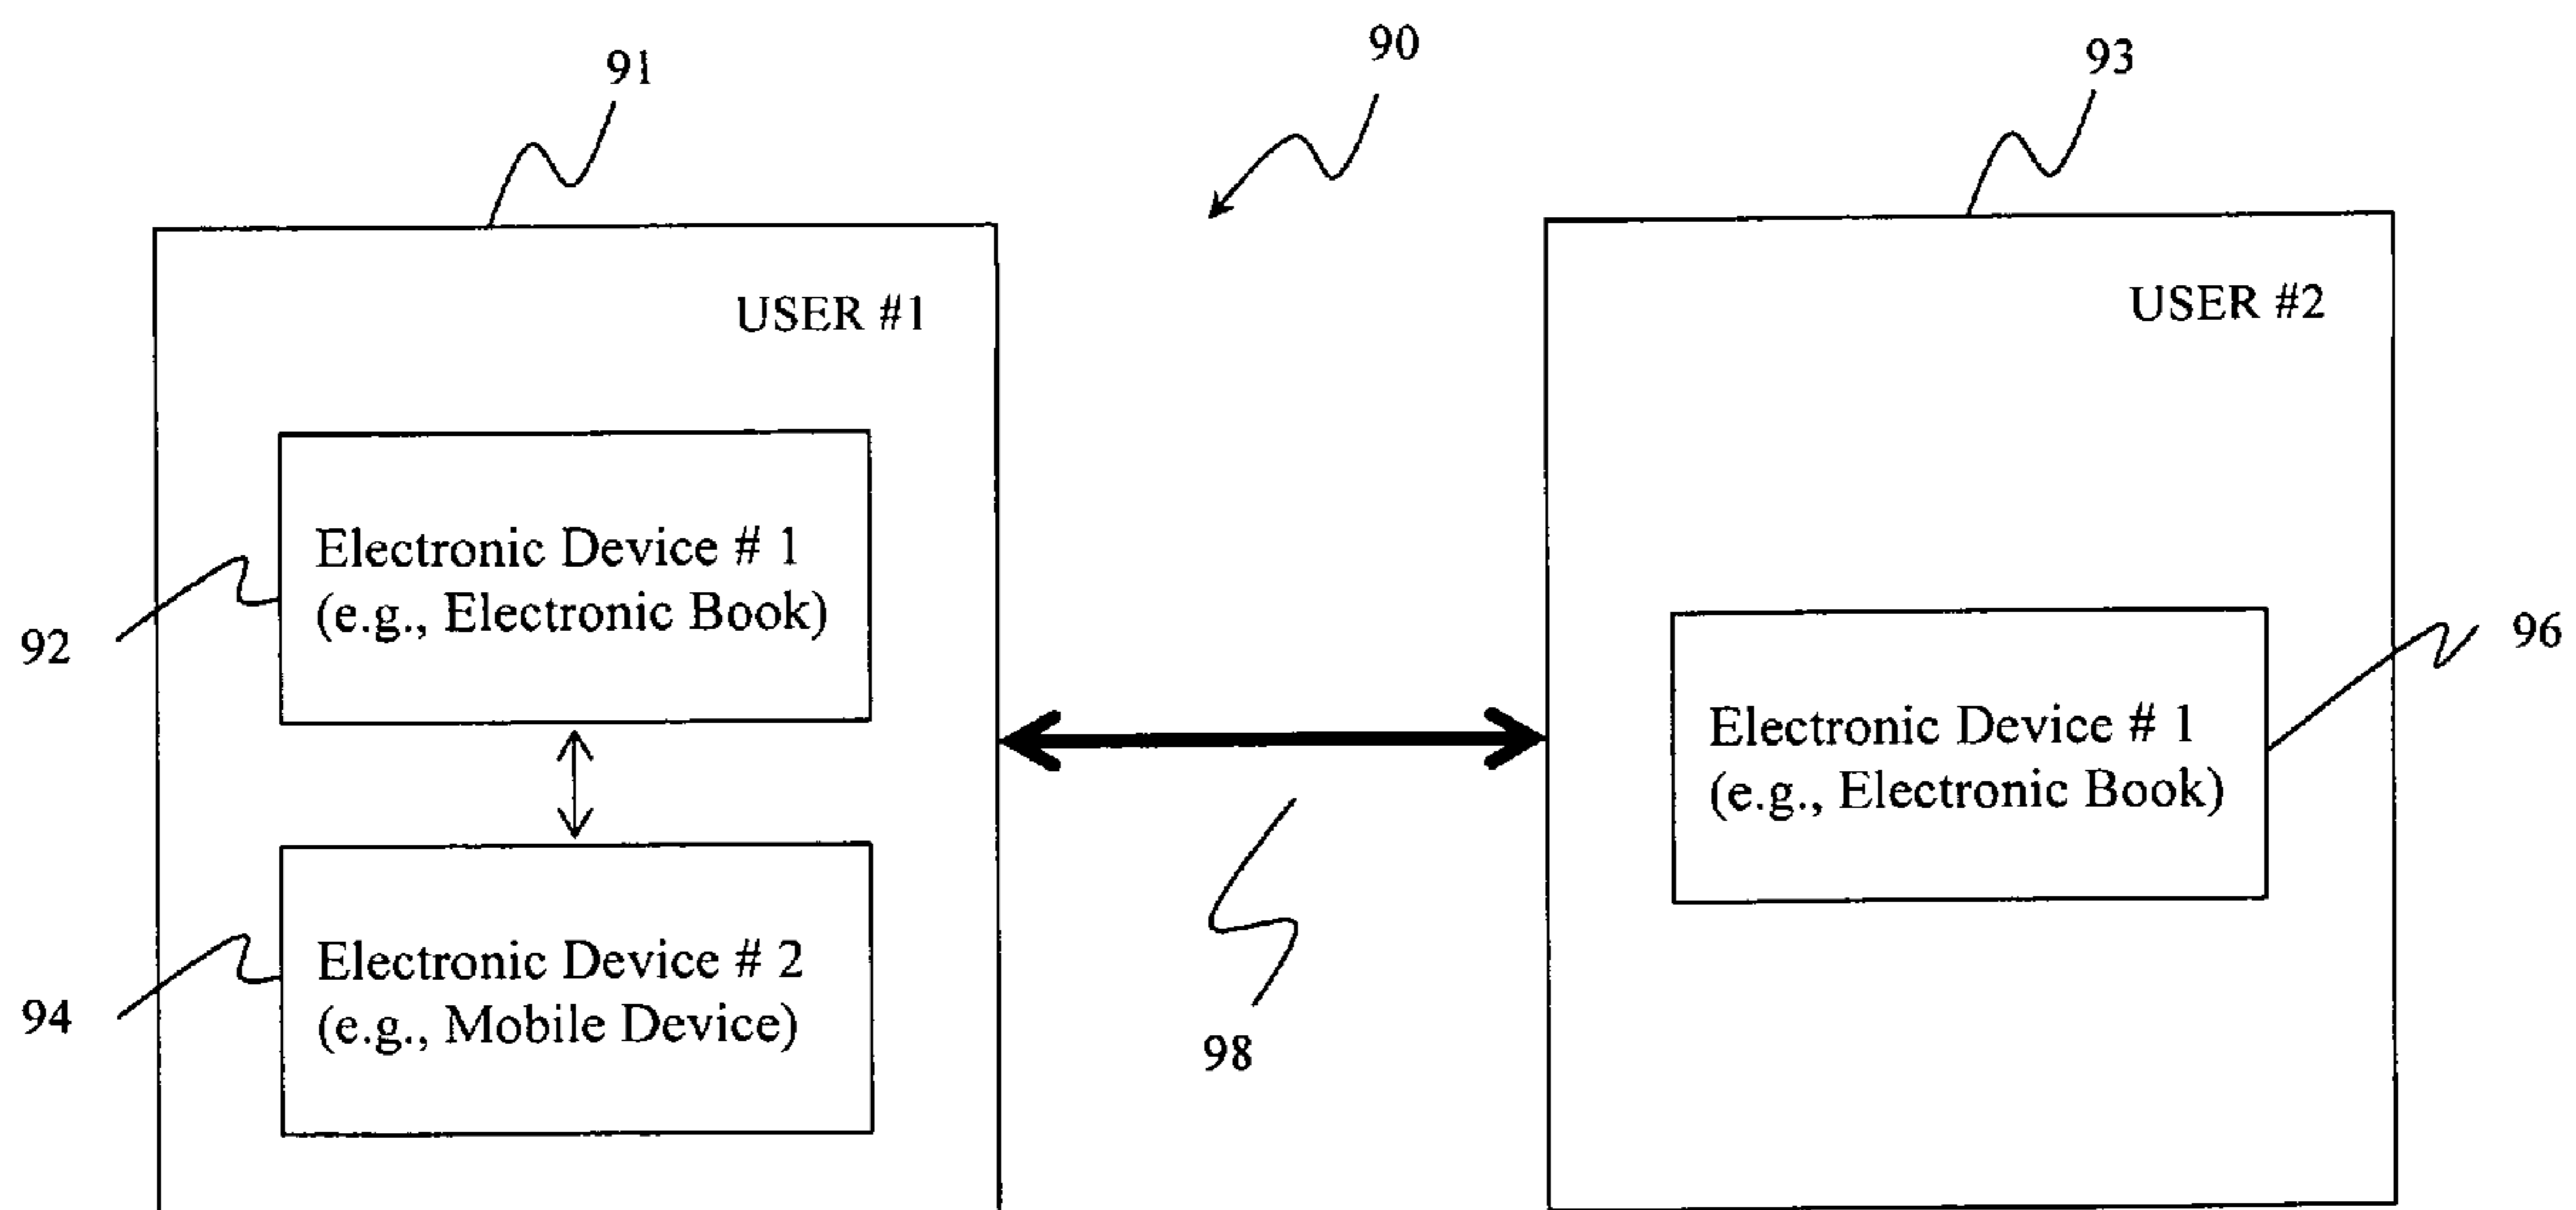 91
90
93
USER #1
USER #2
Electronic Device # 1
(e.g., Electronic Book)
92
96
Electronic Device # 1
(e.g., Electronic Book)
Electronic Device # 2
(e.g., Mobile Device)
94
98